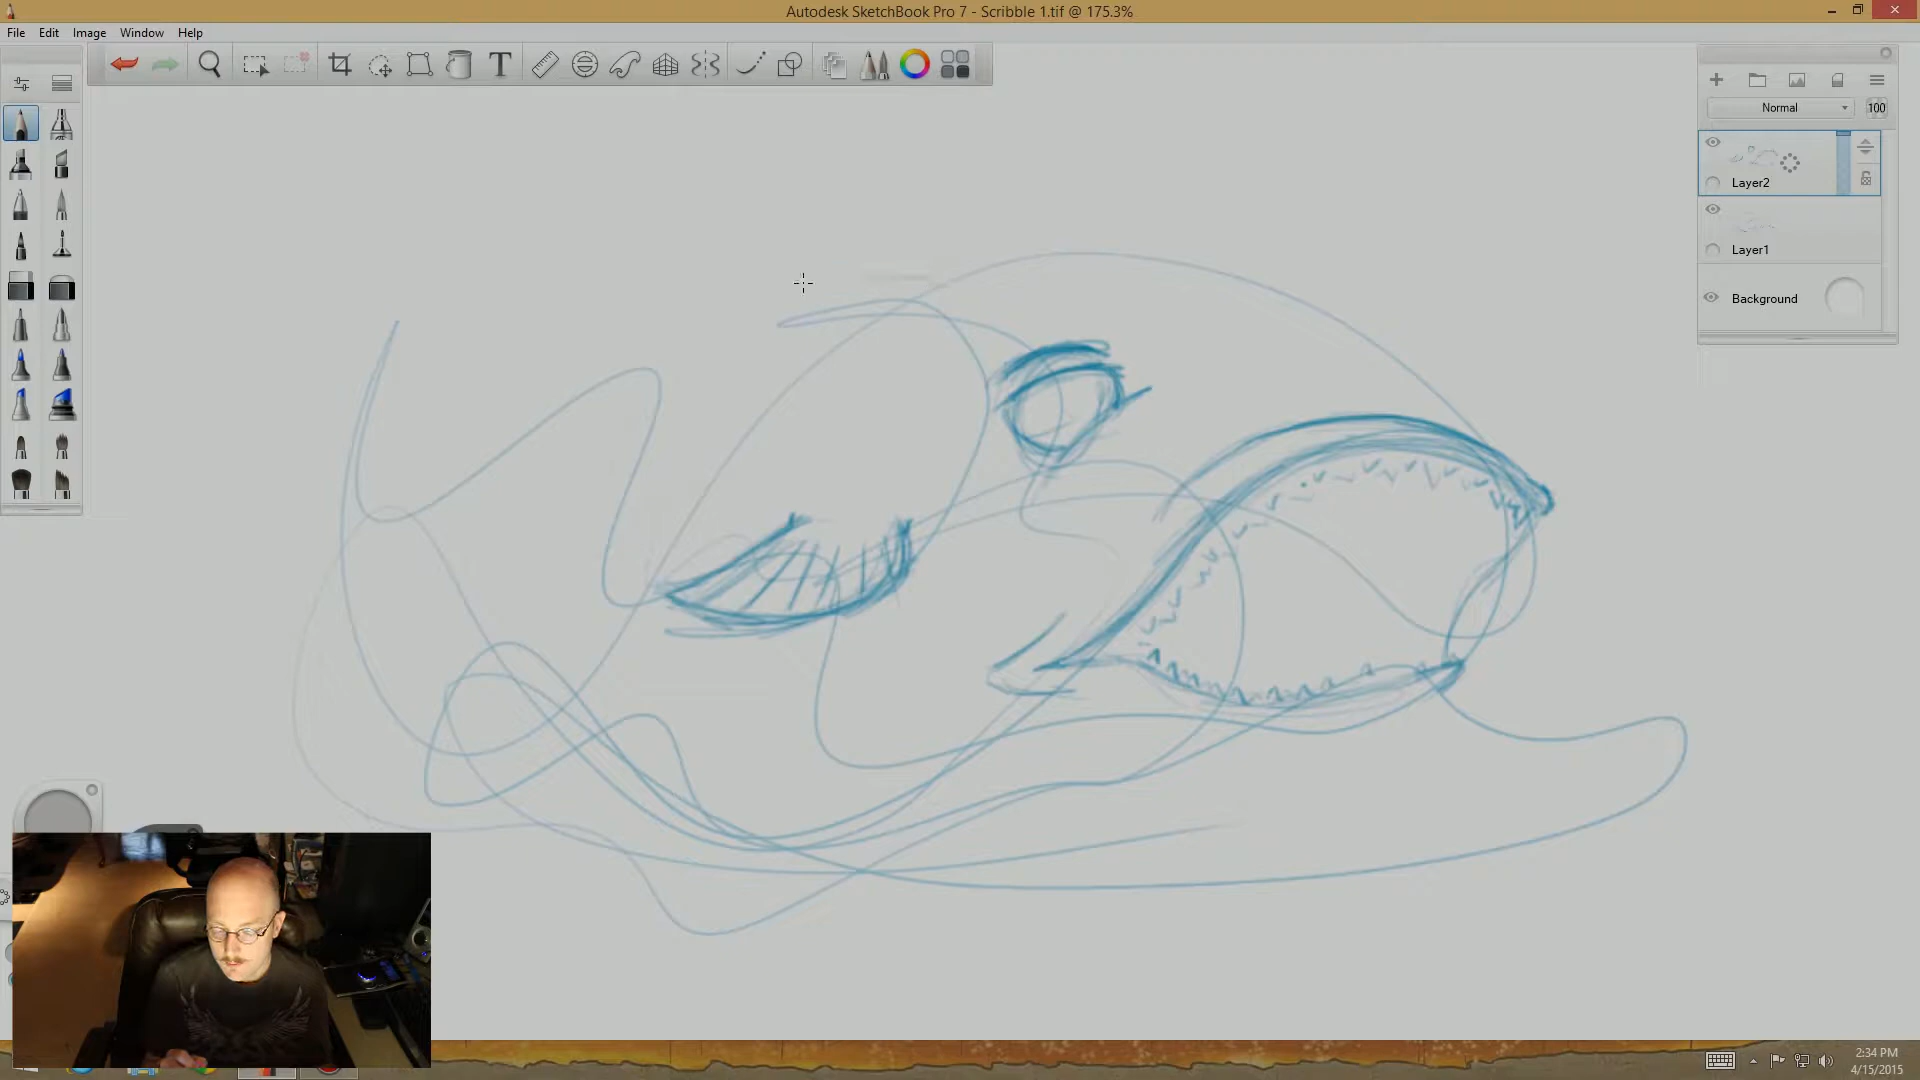 Autodesk SketchBook Pro 7 - Scribble 1.tif @ 175.3%
File Edit Image Window Help
T
Normal 100
Layer2
Layer1
Background
2:34 PM
4/15/2015